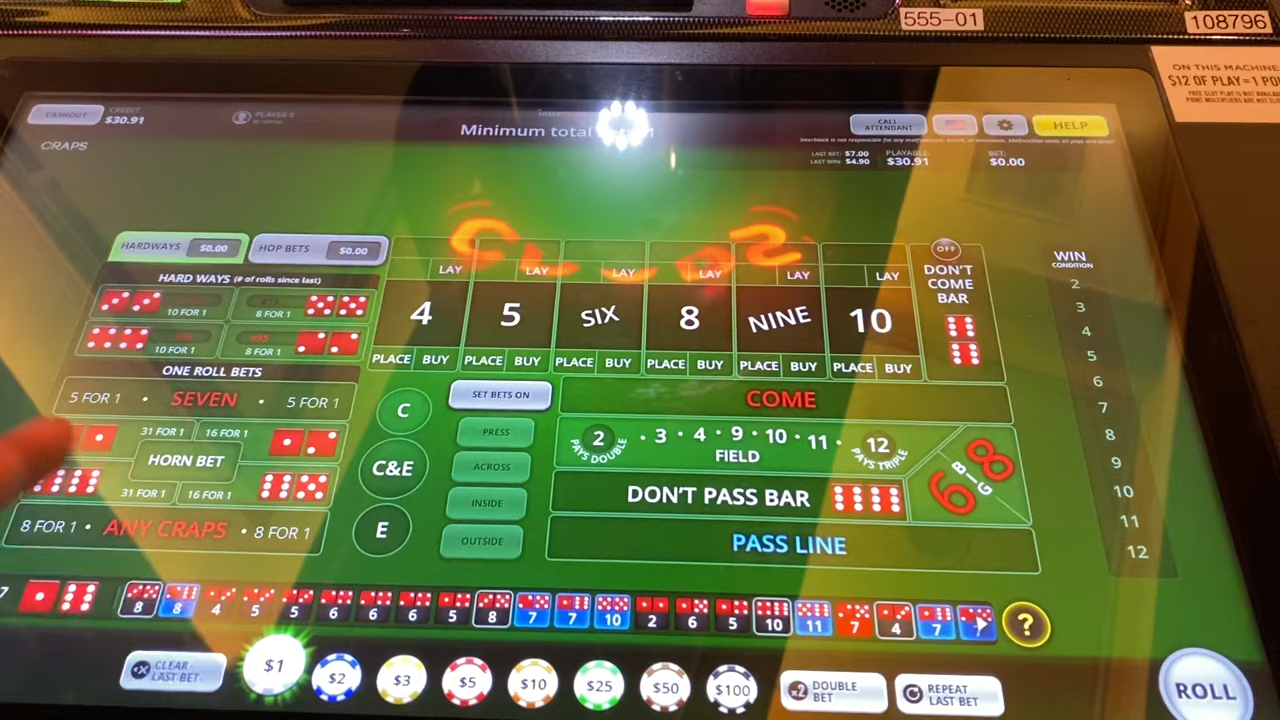 555-01
108796
ON THIS MACHINE
$12 OF PLAY = 1 PO
CASHOUT
CREDIT
$30.91
Minimum total
CALL ATTENDANT
HELP
CRAPS
LAST BET: $7.00
LAST WIN: $4.90
PLAYABLE:
$30.91
BET:
$0.00
HARDWAYS $0.00
HOP BETS $0.00
HARD WAYS (# of rolls since last)
10 FOR 1
8 FOR 1
10 FOR 1
8 FOR 1
ONE ROLL BETS
5 FOR 1 • SEVEN • 5 FOR 1
31 FOR 1
16 FOR 1
HORN BET
31 FOR 1
16 FOR 1
8 FOR 1 • ANY CRAPS • 8 FOR 1
LAY LAY LAY LAY LAY LAY
4 5 SIX 8 NINE 10
PLACE BUY PLACE BUY PLACE BUY PLACE BUY PLACE BUY PLACE BUY
OFF
DON'T
COME
BAR
C
C&E
E
SET BETS ON
PRESS
ACROSS
INSIDE
OUTSIDE
COME
2 • 3 • 4 • 9 • 10 • 11 • 12
PAYS DOUBLE
FIELD
PAYS TRIPLE
BIG
6 8
DON'T PASS BAR
PASS LINE
WIN
CONDITION
2
3
4
5
6
7
8
9
10
11
12
7 8 8 4 5 5 6 6 6 5 8 7 7 10 2 6 5 10 11 7 4 7
?
CLEAR
LAST BET
$1
$2
$3
$5
$10
$25
$50
$100
x2 DOUBLE
BET
REPEAT
LAST BET
ROLL